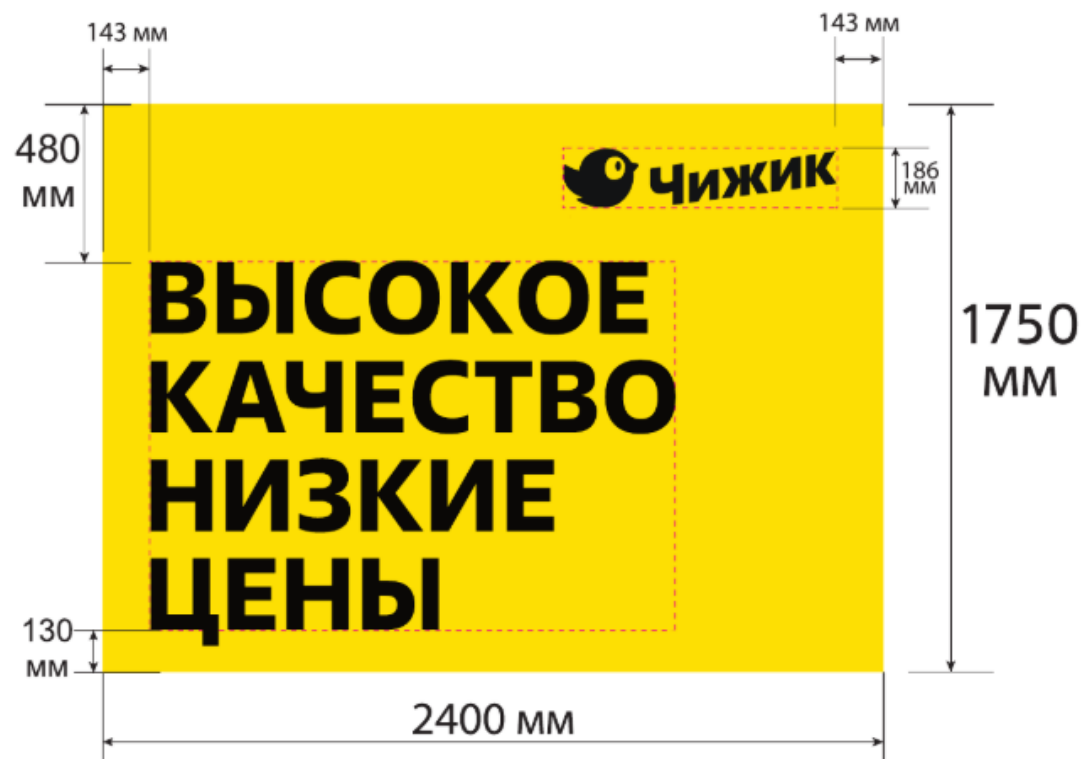 143 мм
143 мм
480
мм
Чижик
186
мм
ВЫСОКОЕ
КАЧЕСТВО
НИЗКИЕ
ЦЕНЫ
1750
мм
130
мм
2400 мм